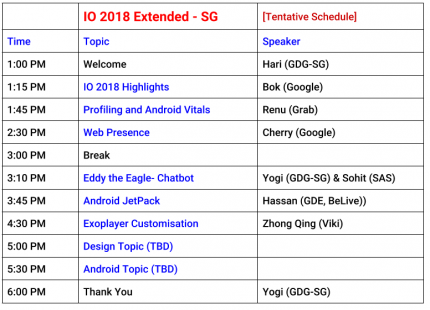 IO 2018 Extended - SG [Tentative Schedule]
Time Topic Speaker
1:00 PM Welcome Hari (GDG-SG)
1:15 PM IO 2018 Highlights Bok (Google)
1:45 PM Profiling and Android Vitals Renu (Grab)
2:30 PM Web Presence Cherry (Google)
3:00 PM Break
3:10 PM Eddy the Eagle- Chatbot Yogi (GDG-SG) & Sohit (SAS)
3:45 PM Android JetPack Hassan (GDE, BeLive))
4:30 PM Exoplayer Customisation Zhong Qing (Viki)
5:00 PM Design Topic (TBD)
5:30 PM Android Topic (TBD)
6:00 PM Thank You Yogi (GDG-SG)